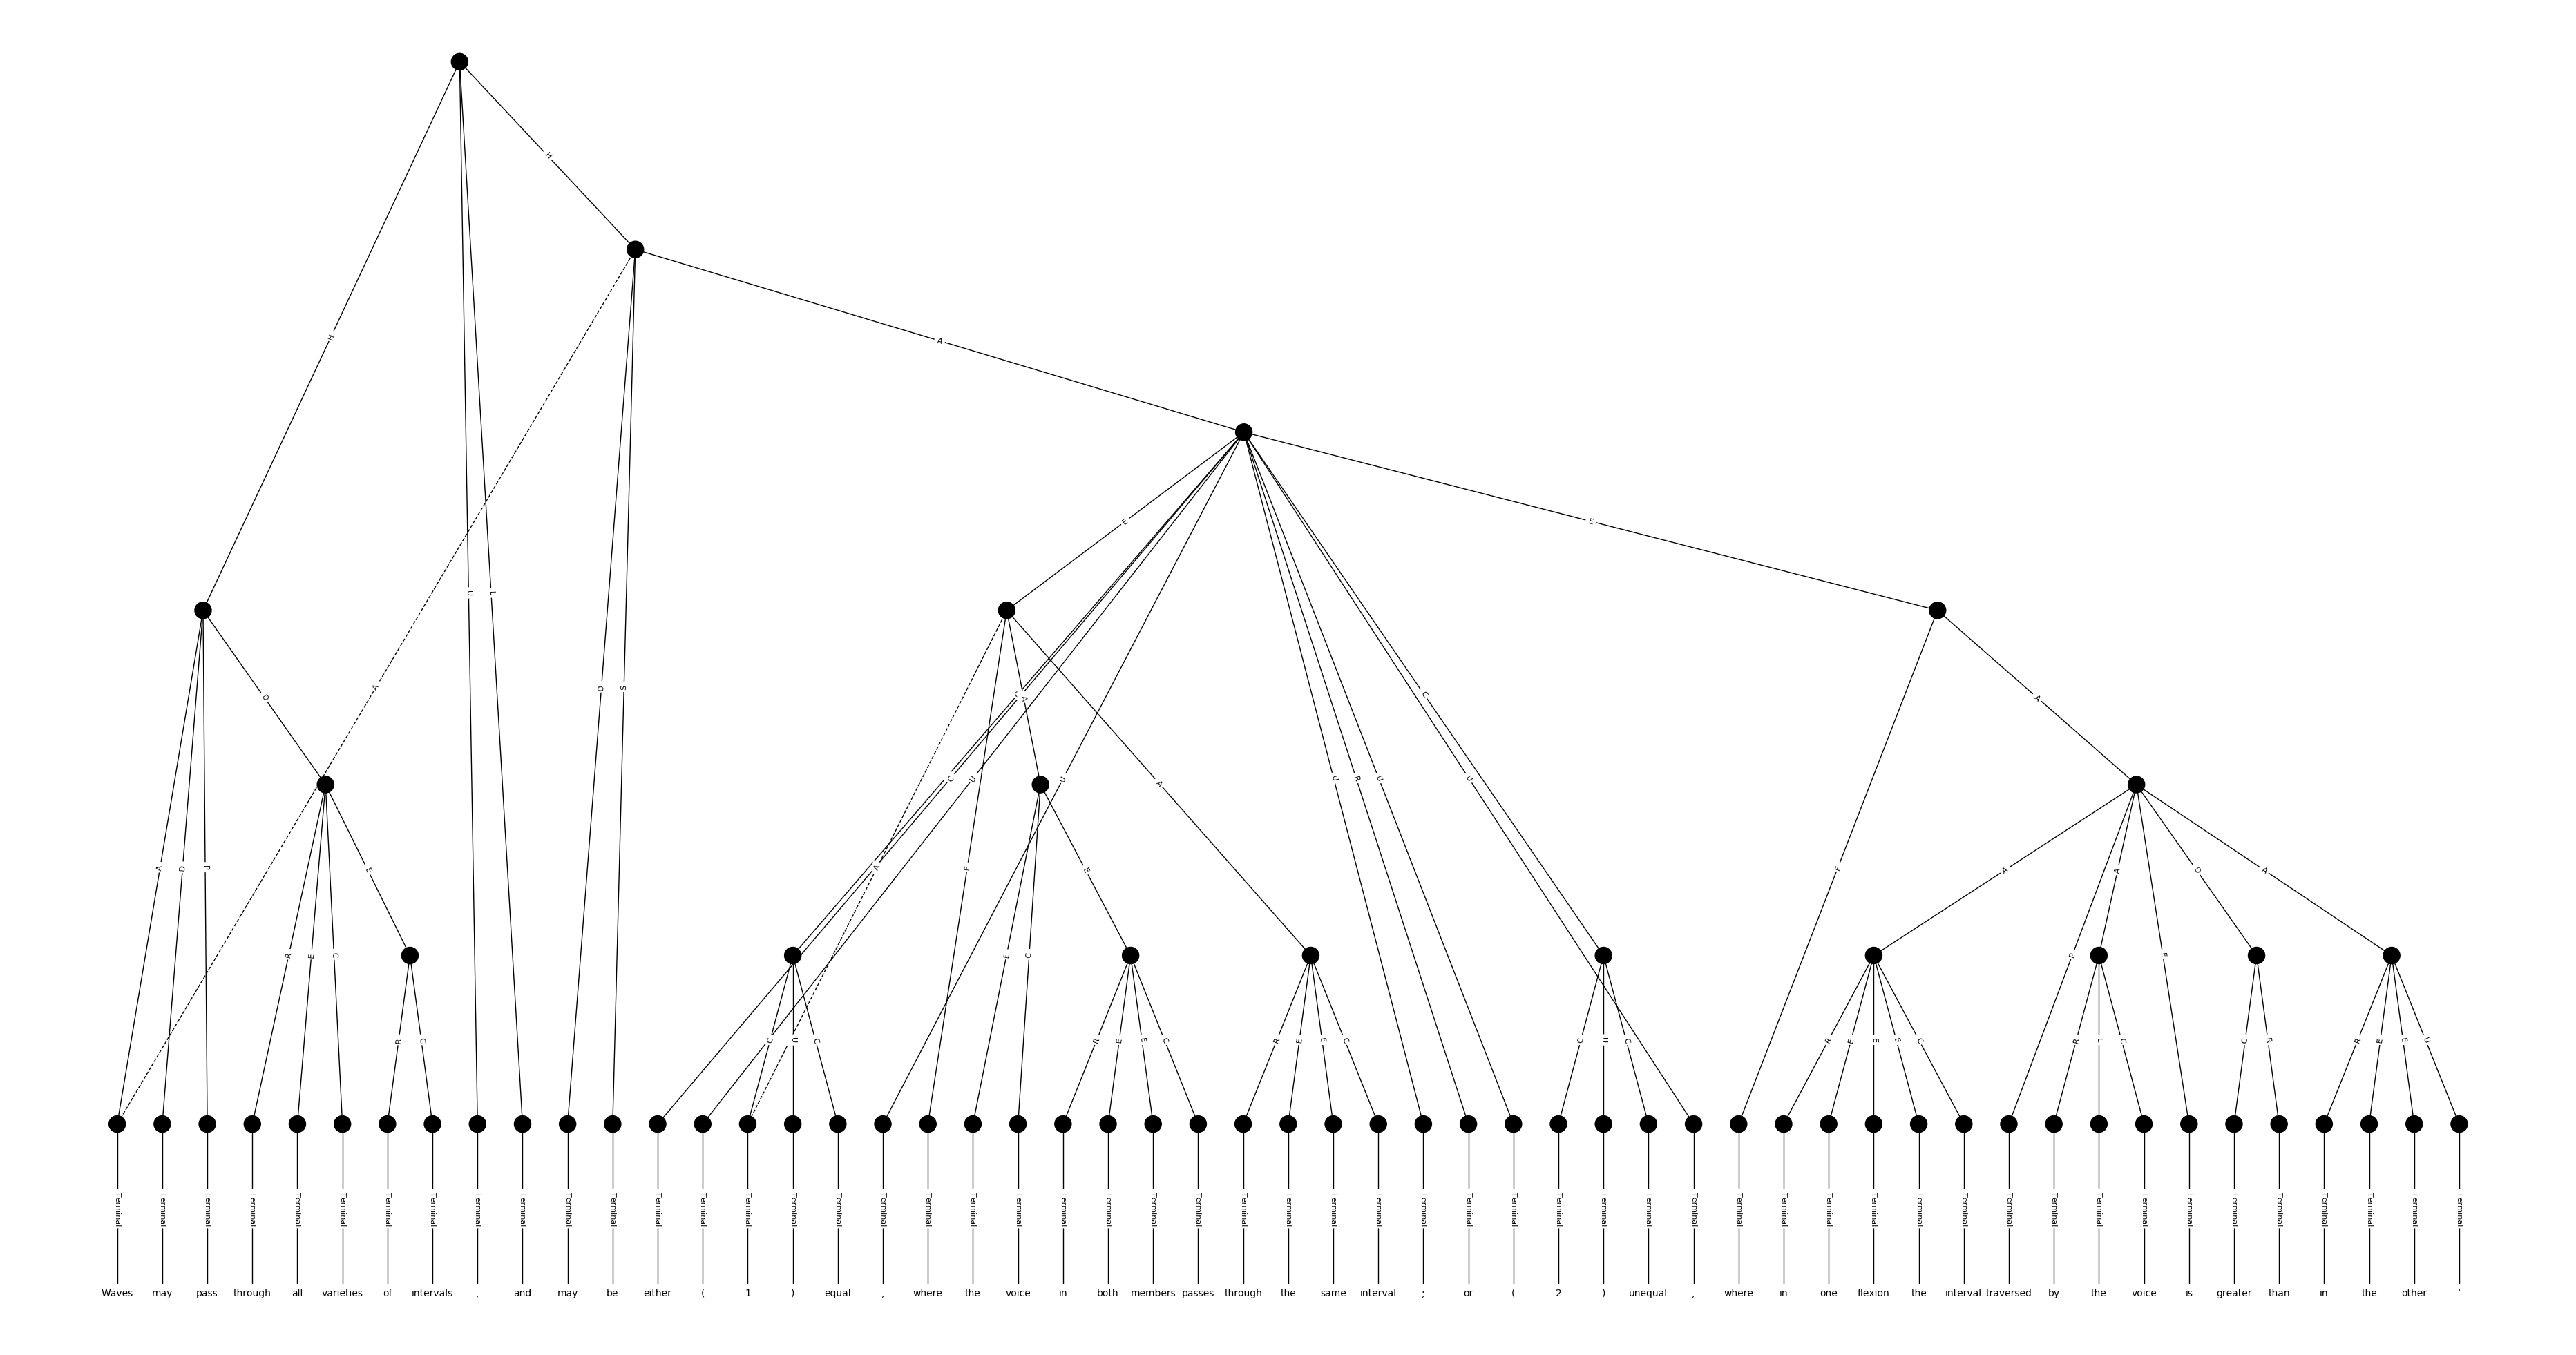 H
H
A
E
E
H
U
L
A
D
S
D
C
A
C
A
A
C
U
U
A
U
R
U
U
A
D
P
E
A
F
E
F
A
P
A
F
D
A
R
E
C
E
C
R
C
C
U
C
R
E
E
C
R
E
E
C
C
U
C
R
E
E
E
C
R
E
C
C
R
R
E
E
U
Terminal Terminal Terminal Terminal Terminal Terminal Terminal Terminal Terminal Terminal Terminal Terminal Terminal Terminal Terminal Terminal Terminal Terminal Terminal Terminal Terminal Terminal Terminal Terminal Terminal Terminal Terminal Terminal Terminal Terminal Terminal Terminal Terminal Terminal Terminal Terminal Terminal Terminal Terminal Terminal Terminal Terminal Terminal Terminal Terminal Terminal Terminal Terminal Terminal Terminal Terminal Terminal Terminal
Waves may pass through all varieties of intervals , and may be either ( 1 ) equal , where the voice in both members passes through the same interval ; or ( 2 ) unequal , where in one flexion the interval traversed by the voice is greater than in the other